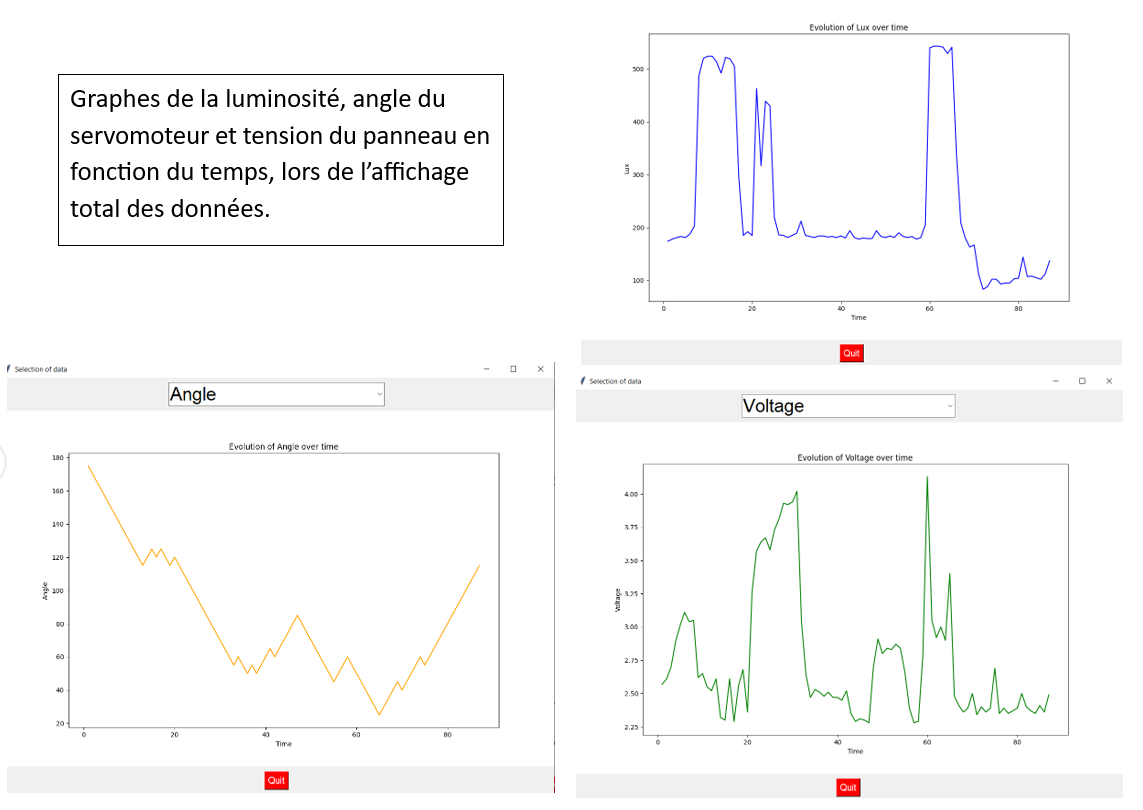 Graphes de la luminosité, angle du
servomoteur et tension du panneau en
fonction du temps, lors de l’affichage
total des données.
Evolution of Lux over time
500
400
300
200
100
Lux
0 20 40 60 80
Time
Quit
Selection of data
Angle
Evolution of Angle over time
180
160
140
120
100
80
60
40
20
Angle
0 20 40 60 80
Time
Quit
Selection of data
Voltage
Evolution of Voltage over time
4.00
3.75
3.50
3.25
3.00
2.75
2.50
2.25
Voltage
0 20 40 60 80
Time
Quit